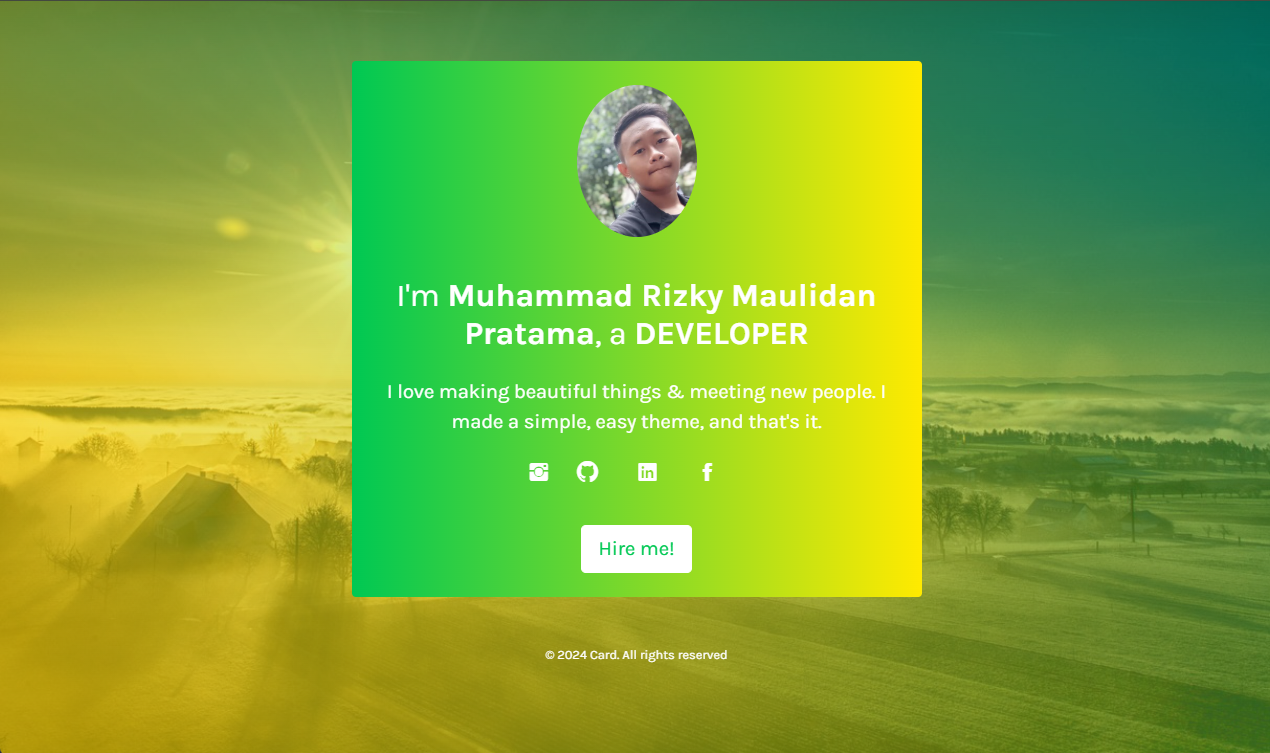 I'm Muhammad Rizky Maulidan
Pratama, a DEVELOPER
I love making beautiful things & meeting new people. I
made a simple, easy theme, and that's it.
Hire me!
© 2024 Card. All rights reserved